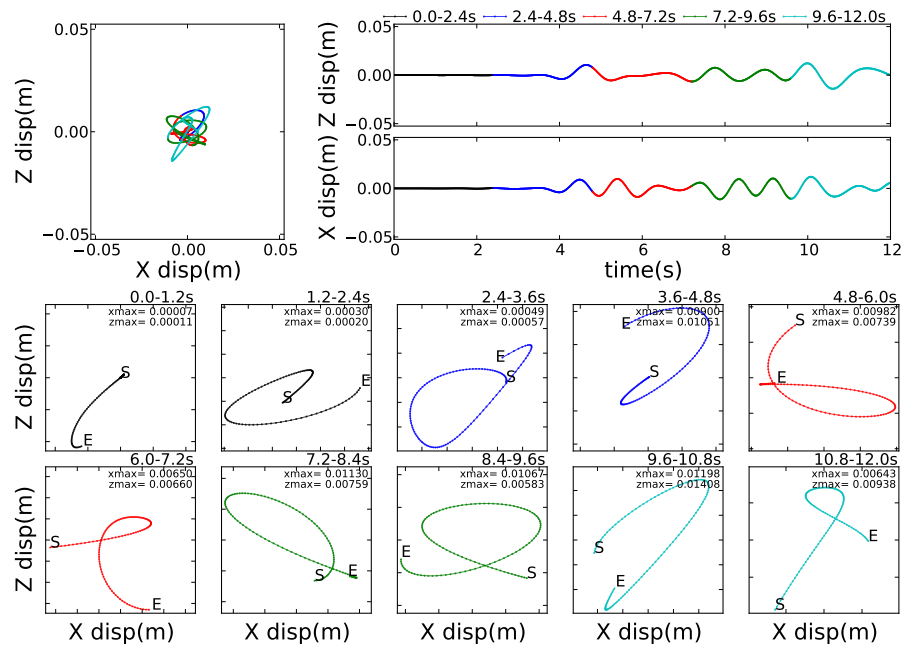 0.0-2.4s 2.4-4.8s 4.8-7.2s 7.2-9.6s 9.6-12.0s
0.05
0.00
−0.05
−0.05 0.00 0.05
Z disp(m)
X disp(m)
0.05
0.00
−0.05
Z disp(m)
0.05
0.00
−0.05
X disp(m)
0 2 4 6 8 10 12
time(s)
0.0-1.2s
xmax= 0.00007
zmax= 0.00011
S
E
Z disp(m)
1.2-2.4s
xmax= 0.00030
zmax= 0.00020
S
E
2.4-3.6s
xmax= 0.00049
zmax= 0.00057
S
E
3.6-4.8s
xmax= 0.00900
zmax= 0.01051
S
E
4.8-6.0s
xmax= 0.00982
zmax= 0.00739
S
E
6.0-7.2s
xmax= 0.00650
zmax= 0.00660
S
E
Z disp(m)
X disp(m)
7.2-8.4s
xmax= 0.01130
zmax= 0.00759
S
E
X disp(m)
8.4-9.6s
xmax= 0.01067
zmax= 0.00583
S
E
X disp(m)
9.6-10.8s
xmax= 0.01198
zmax= 0.01408
S
E
X disp(m)
10.8-12.0s
xmax= 0.00643
zmax= 0.00938
S
E
X disp(m)